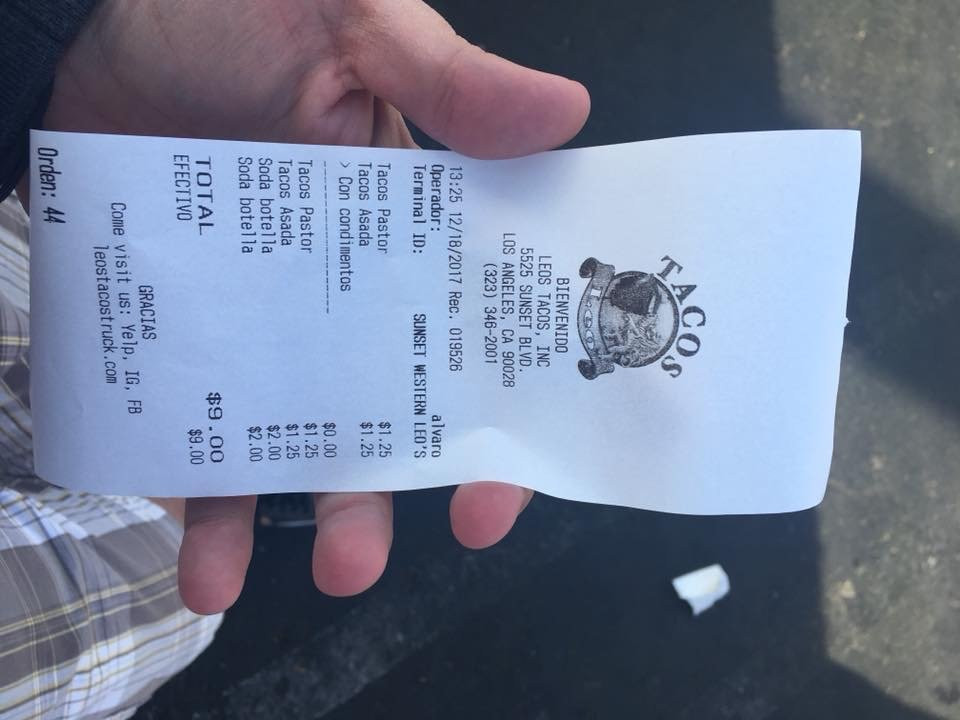 TACOS
LEO
BIENVENIDO
LEOS TACOS, INC
5525 SUNSET BLVD.
LOS ANGELES, CA 90028
(323) 346-2001
13:25 12/18/2017 Rec. 019526
Operador: alvaro
Terminal ID: SUNSET WESTERN LEO'S
Tacos Pastor $1.25
Tacos Asada $1.25
> Con condimentos
--------------------- $0.00
Tacos Pastor $1.25
Tacos Asada $1.25
Soda botella $2.00
Soda botella $2.00
TOTAL $9.00
EFECTIVO $9.00
GRACIAS
Come visit us: Yelp, IG, FB
leostacostruck.com
Orden: 44